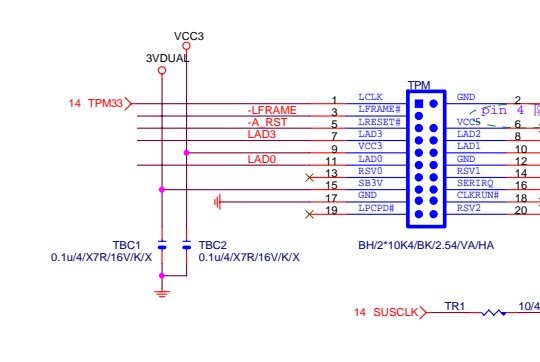 VCC3
3VDUAL
TPM
14 TPM33
1 LCLK GND 2
-LFRAME 3 LFRAME# pin 4
-A_RST 5 LRESET# VCC5 6
LAD3 7 LAD3 LAD2 8
9 VCC3 LAD1 10
LAD0 11 LAD0 GND 12
13 RSV0 RSV1 14
15 SB3V SERIRQ 16
17 GND CLKRUN# 18
19 LPCPD# RSV2 20
TBC1 TBC2 BH/2*10K4/BK/2.54/VA/HA
0.1u/4/X7R/16V/K/X 0.1u/4/X7R/16V/K/X
14 SUSCLK TR1 10/4